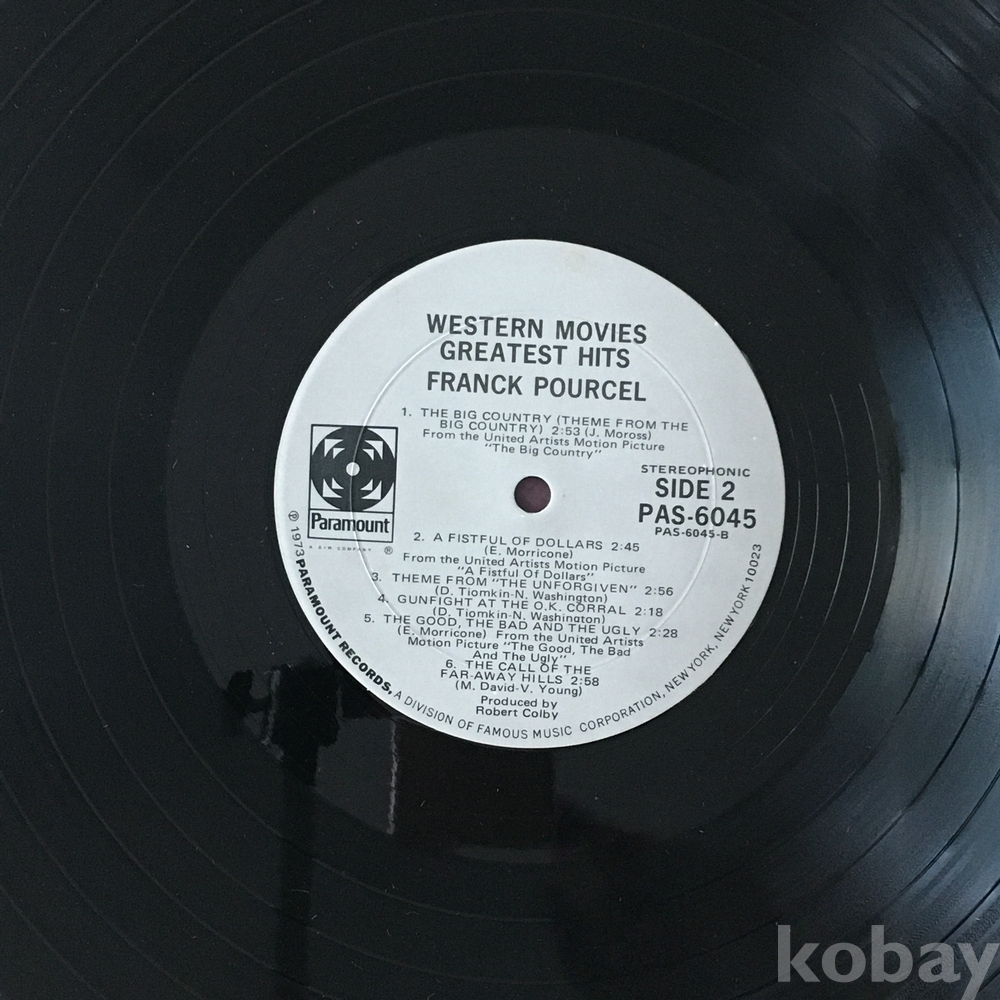 WESTERN MOVIES
GREATEST HITS
FRANCK POURCEL
1. THE BIG COUNTRY (THEME FROM THE
BIG COUNTRY) 2:53 (J. Moross)
From the United Artists Motion Picture
"The Big Country"
STEREOPHONIC
SIDE 2
PAS-6045
PAS-6045-B
Paramount
A G+W COMPANY ®
2. A FISTFUL OF DOLLARS 2:45
(E. Morricone)
From the United Artists Motion Picture
"A Fistful Of Dollars"
3. THEME FROM "THE UNFORGIVEN" 2:56
(D. Tiomkin-N. Washington)
4. GUNFIGHT AT THE O.K. CORRAL 2:18
(D. Tiomkin-N. Washington)
5. THE GOOD, THE BAD AND THE UGLY 2:28
(E. Morricone) From the United Artists
Motion Picture "The Good, The Bad
And The Ugly"
6. THE CALL OF THE
FAR-AWAY HILLS 2:58
(M. David-V. Young)
Produced by
Robert Colby
℗ 1973 PARAMOUNT RECORDS, A DIVISION OF FAMOUS MUSIC CORPORATION, NEW YORK, NEW YORK 10023
kobay